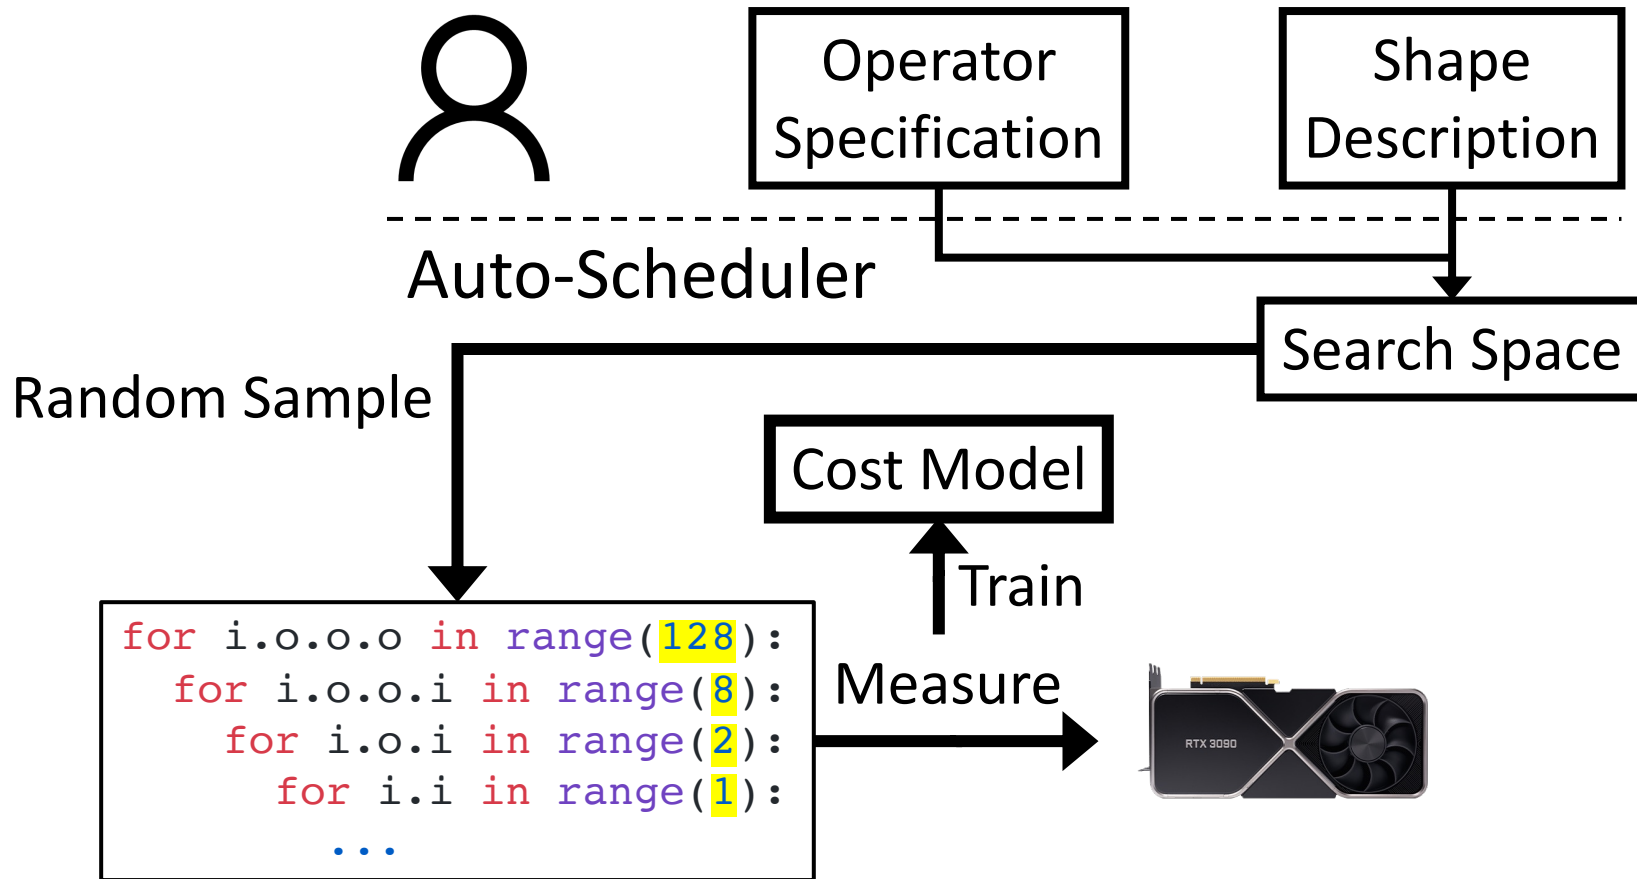 Operator
Specification
Shape
Description
Auto-Scheduler
Search Space
Random Sample
Cost Model
Train
for i.o.o.o in range(128):
for i.o.o.i in range(8):
for i.o.i in range(2):
for i.i in range(1):
...
Measure
RTX 3090